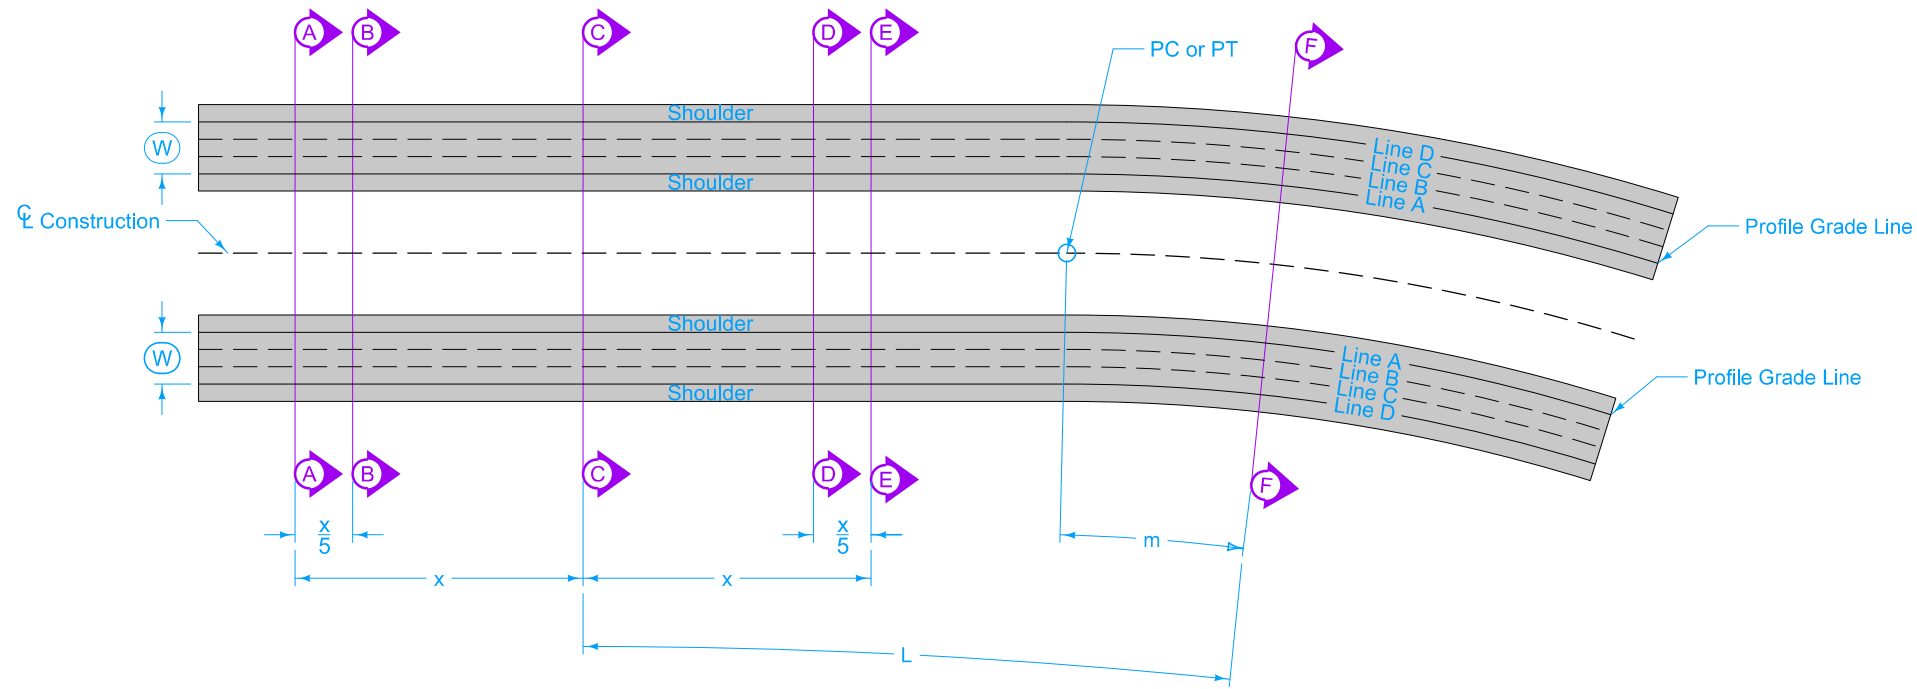 A B C D E F
PC or PT
Shoulder
W
Line D
Line C
Line B
Line A
Shoulder
℄ Construction
Profile Grade Line
Shoulder
W
Line A
Line B
Line C
Line D
Profile Grade Line
Shoulder
A B C D E F
x
5
x
5
m
x x
L